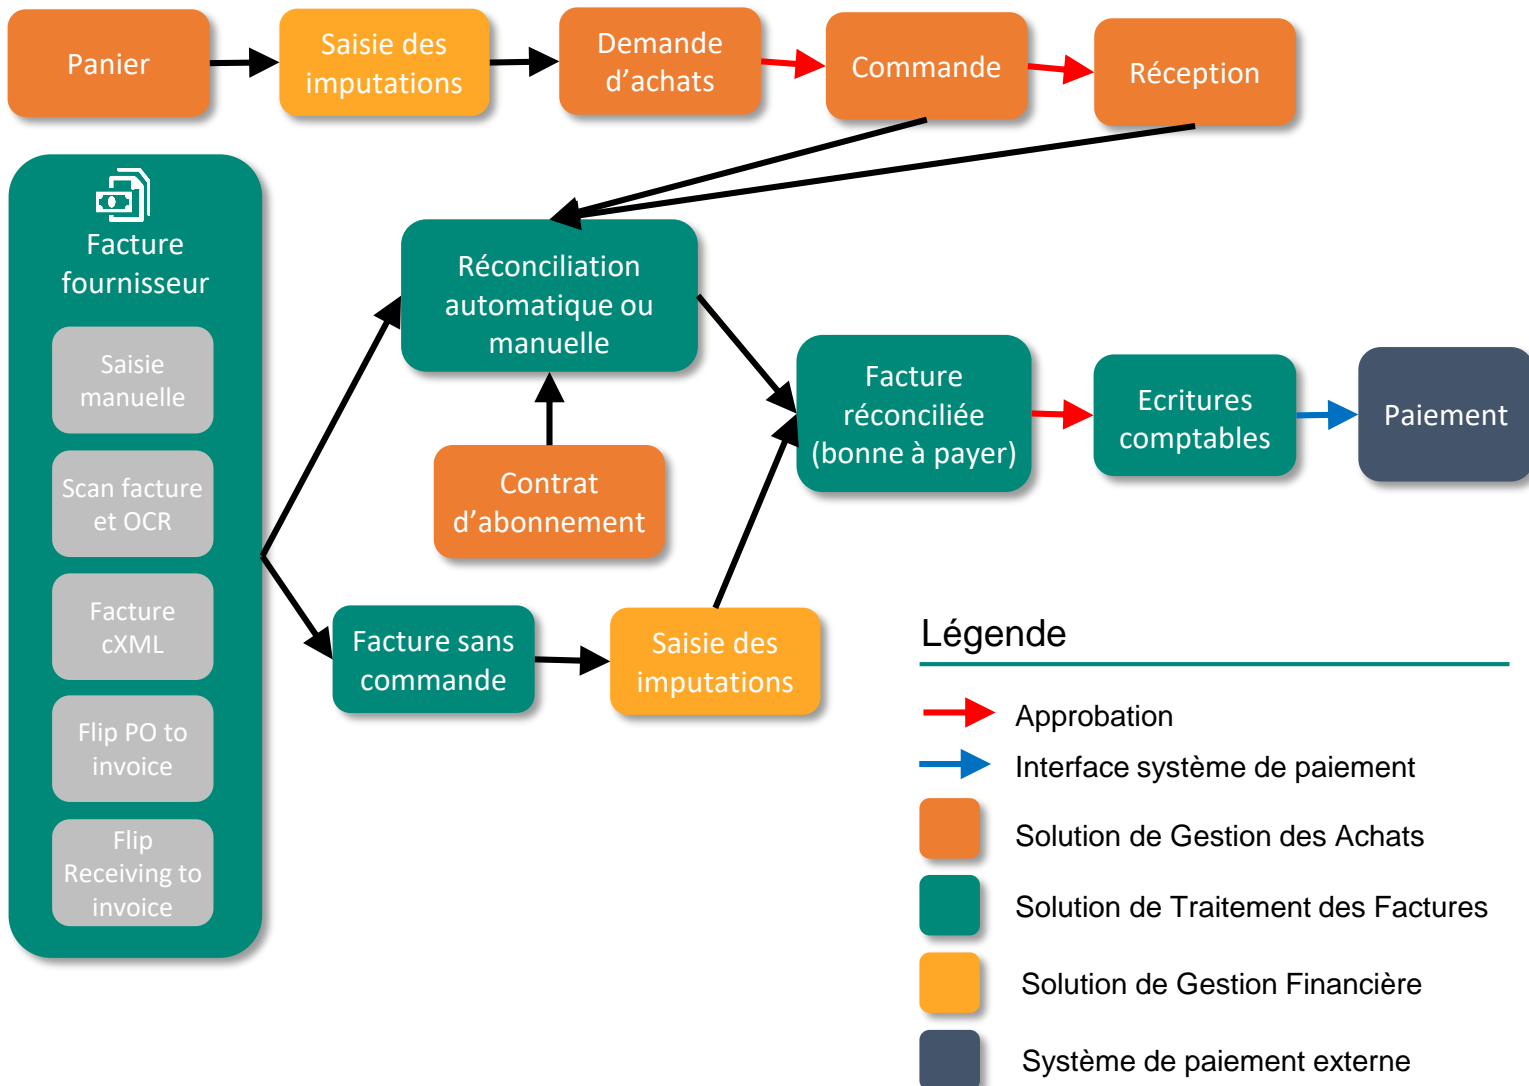 Panier
Saisie des
imputations
Demande
d’achats
Commande
Réception
Facture
fournisseur
Saisie
manuelle
Scan facture
et OCR
Facture
cXML
Flip PO to
invoice
Flip
Receiving to
invoice
Réconciliation
automatique ou
manuelle
Contrat
d’abonnement
Facture sans
commande
Saisie des
imputations
Facture
réconciliée
(bonne à payer)
Ecritures
comptables
Paiement
Légende
Approbation
Interface système de paiement
Solution de Gestion des Achats
Solution de Traitement des Factures
Solution de Gestion Financière
Système de paiement externe